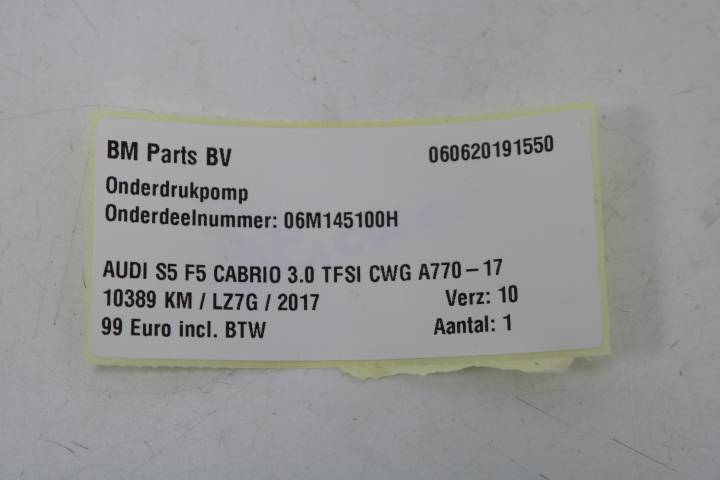 BM Parts BV 060620191550
Onderdrukpomp
Onderdeelnummer: 06M145100H
AUDI S5 F5 CABRIO 3.0 TFSI CWG A770-17
10389 KM / LZ7G / 2017 Verz: 10
99 Euro incl. BTW Aantal: 1